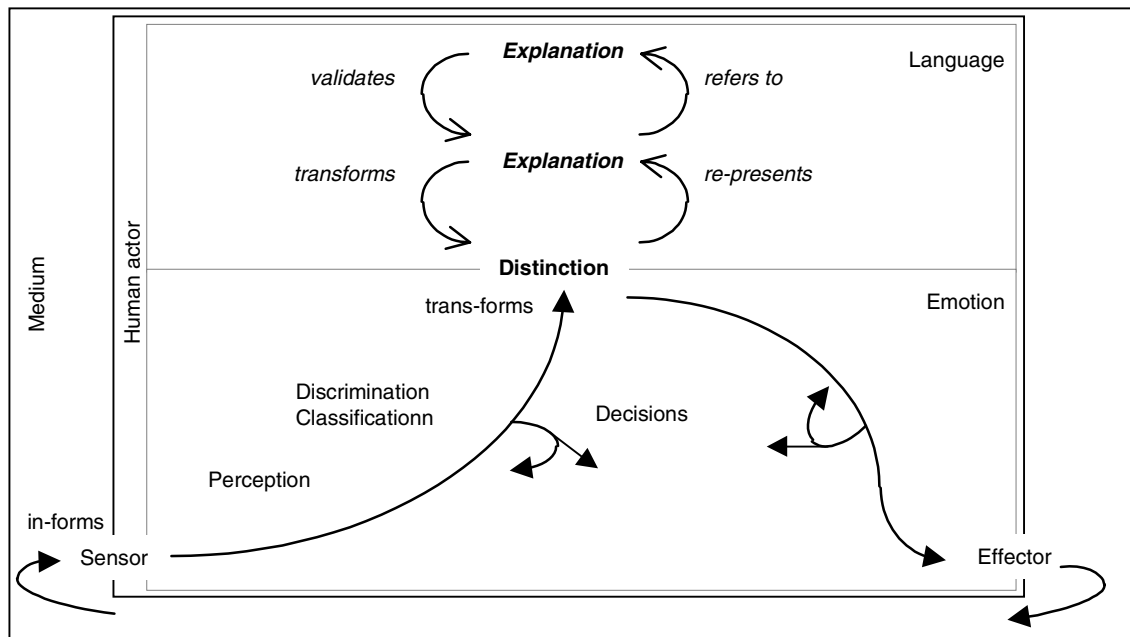 Explanation
Language
validates
refers to
Explanation
transforms
re-presents
Distinction
Medium
Human actor
trans-forms
Emotion
Discrimination
Classificationn
Decisions
Perception
in-forms
Sensor
Effector